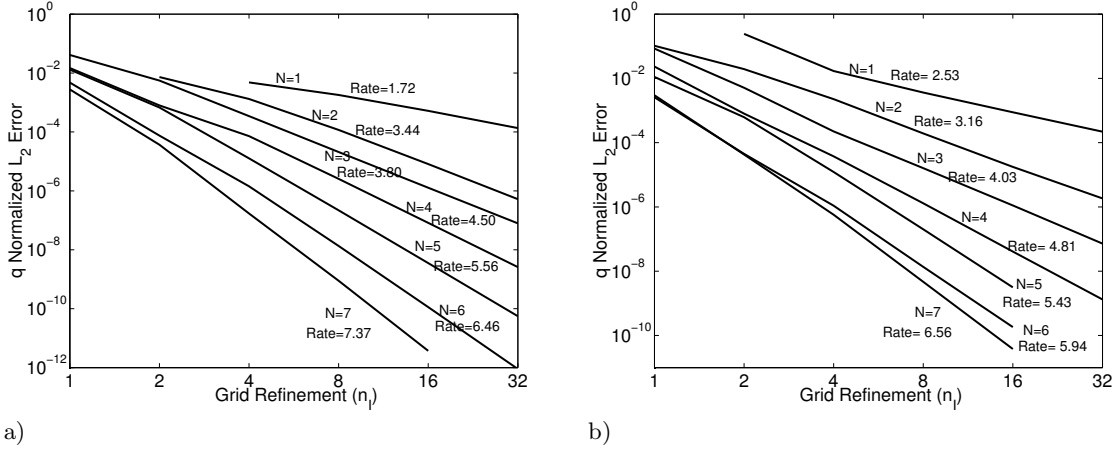 10^0
10^-2
10^-4
10^-6
10^-8
10^-10
10^-12
q Normalized L_2 Error
N=1
Rate=1.72
N=2
Rate=3.44
N=3
Rate=3.80
N=4
Rate=4.50
N=5
Rate=5.56
N=6
Rate=6.46
N=7
Rate=7.37
1 2 4 8 16 32
Grid Refinement (n_I)
a)
10^0
10^-2
10^-4
10^-6
10^-8
10^-10
q Normalized L_2 Error
N=1
Rate= 2.53
N=2
Rate= 3.16
N=3
Rate= 4.03
N=4
Rate= 4.81
N=5
Rate= 5.43
N=6
Rate= 5.94
N=7
Rate= 6.56
1 2 4 8 16 32
Grid Refinement (n_I)
b)